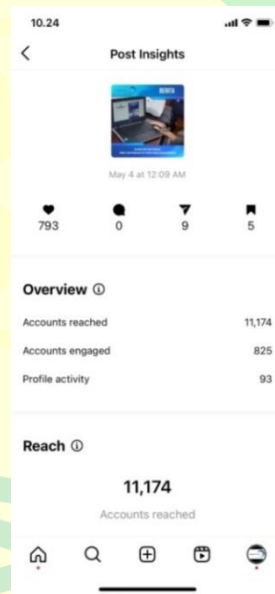 10.24
Post Insights
BERITA
May 4 at 12:09 AM
793 0 9 5
Overview
Accounts reached 11,174
Accounts engaged 825
Profile activity 93
Reach
11,174
Accounts reached